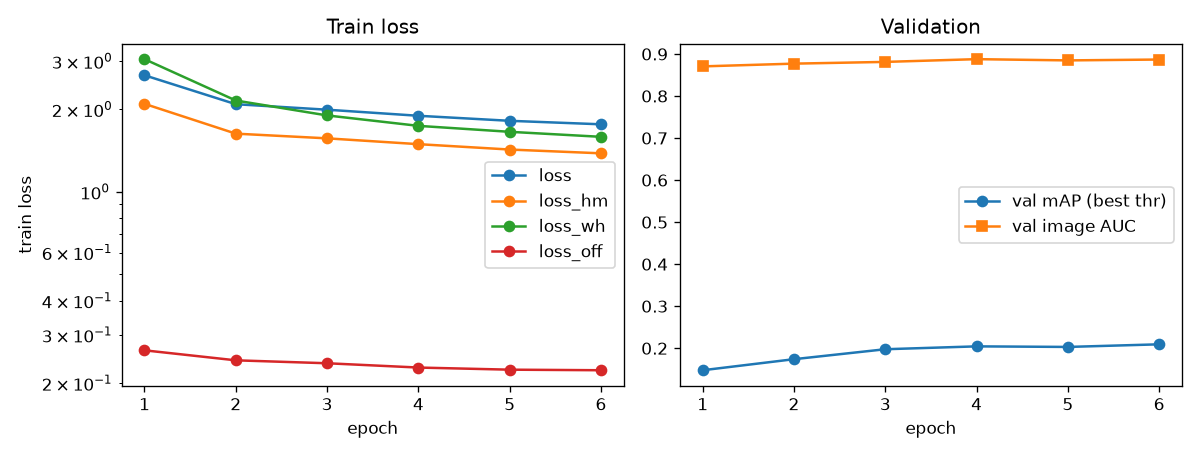 Train loss
train loss
3 × 10⁰
2 × 10⁰
10⁰
6 × 10⁻¹
4 × 10⁻¹
3 × 10⁻¹
2 × 10⁻¹
loss
loss_hm
loss_wh
loss_off
1 2 3 4 5 6
epoch
Validation
0.9
0.8
0.7
0.6
0.5
0.4
0.3
0.2
val mAP (best thr)
val image AUC
1 2 3 4 5 6
epoch